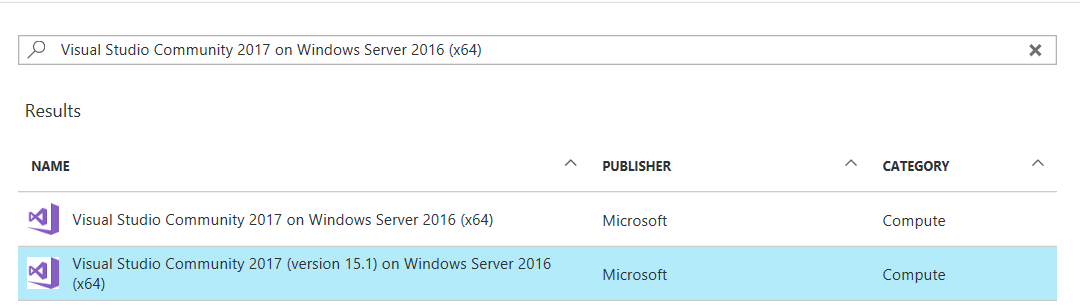 Visual Studio Community 2017 on Windows Server 2016 (x64)
Results
NAME PUBLISHER CATEGORY
Visual Studio Community 2017 on Windows Server 2016 (x64) Microsoft Compute
Visual Studio Community 2017 (version 15.1) on Windows Server 2016
(x64) Microsoft Compute